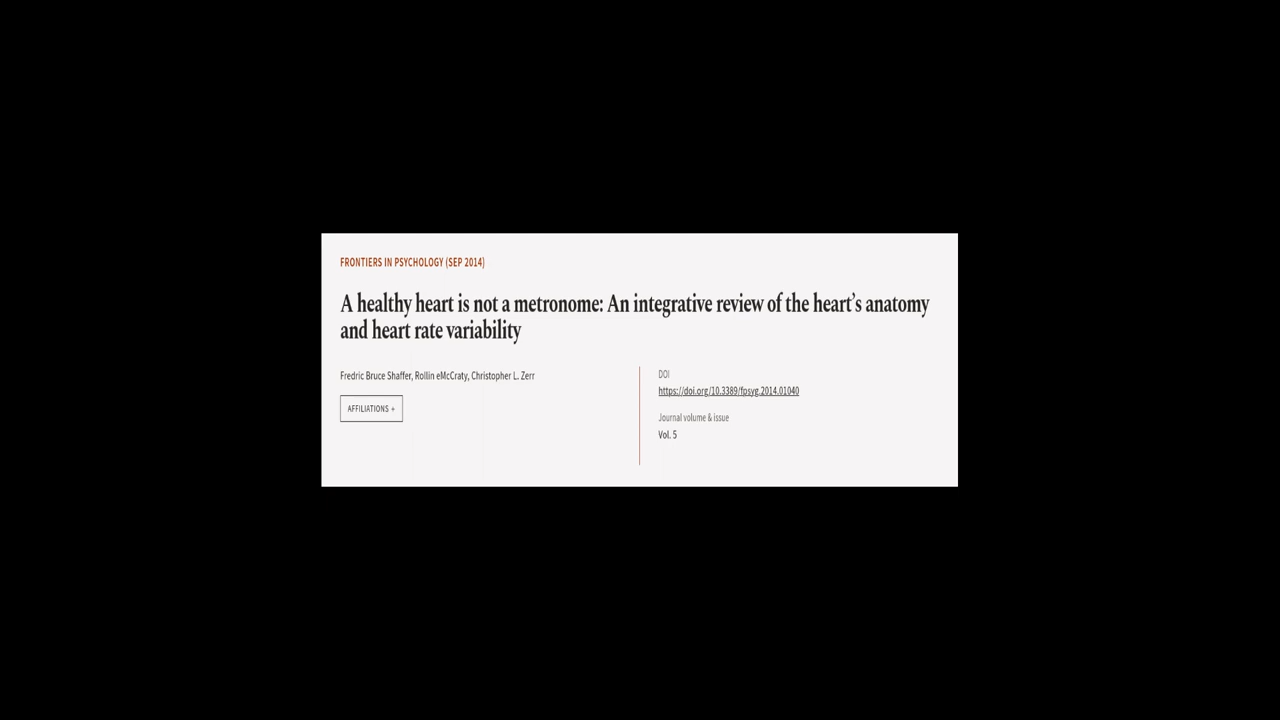 FRONTIERS IN PSYCHOLOGY (SEP 2014)
A healthy heart is not a metronome: An integrative review of the heart's anatomy
and heart rate variability
Fredric Bruce Shaffer, Rollin eMcCraty, Christopher L. Zerr
AFFILIATIONS +
DOI
https://doi.org/10.3389/fpsyg.2014.01040
Journal volume & issue
Vol. 5